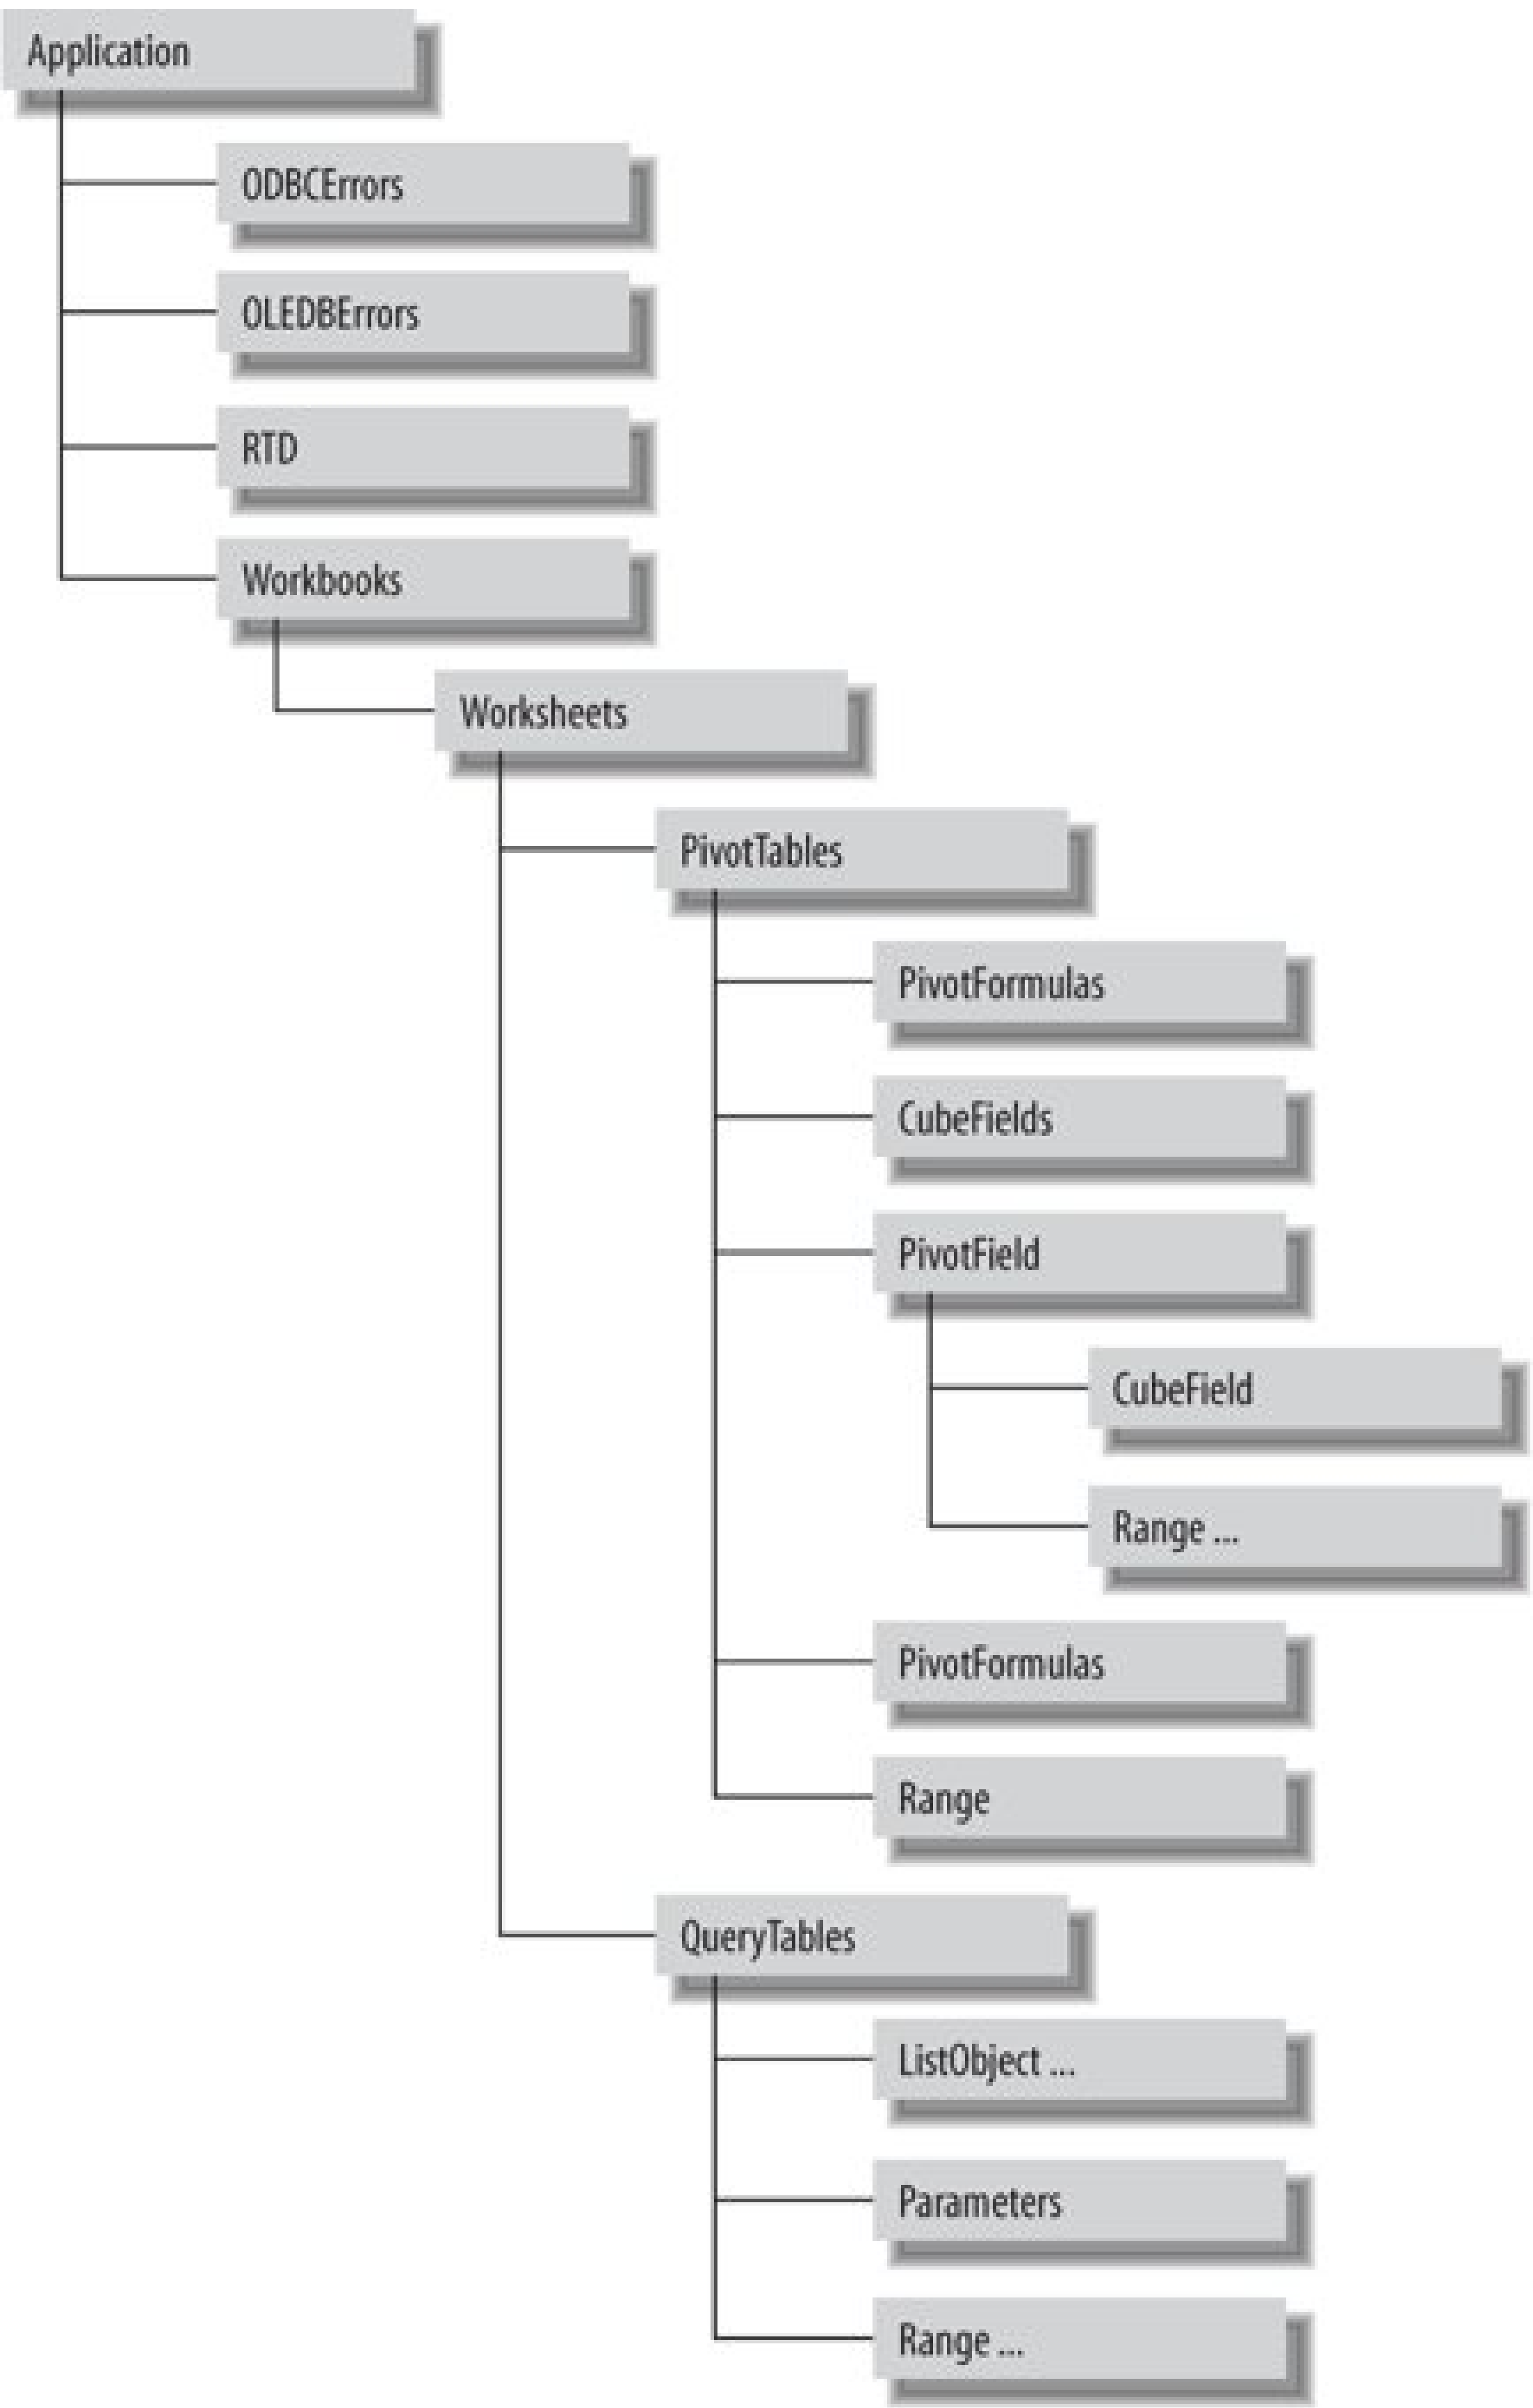 Application
ODBCErrors
OLEDBErrors
RTD
Workbooks
Worksheets
PivotTables
PivotFormulas
CubeFields
PivotField
CubeField
Range ...
PivotFormulas
Range
QueryTables
ListObject ...
Parameters
Range ...